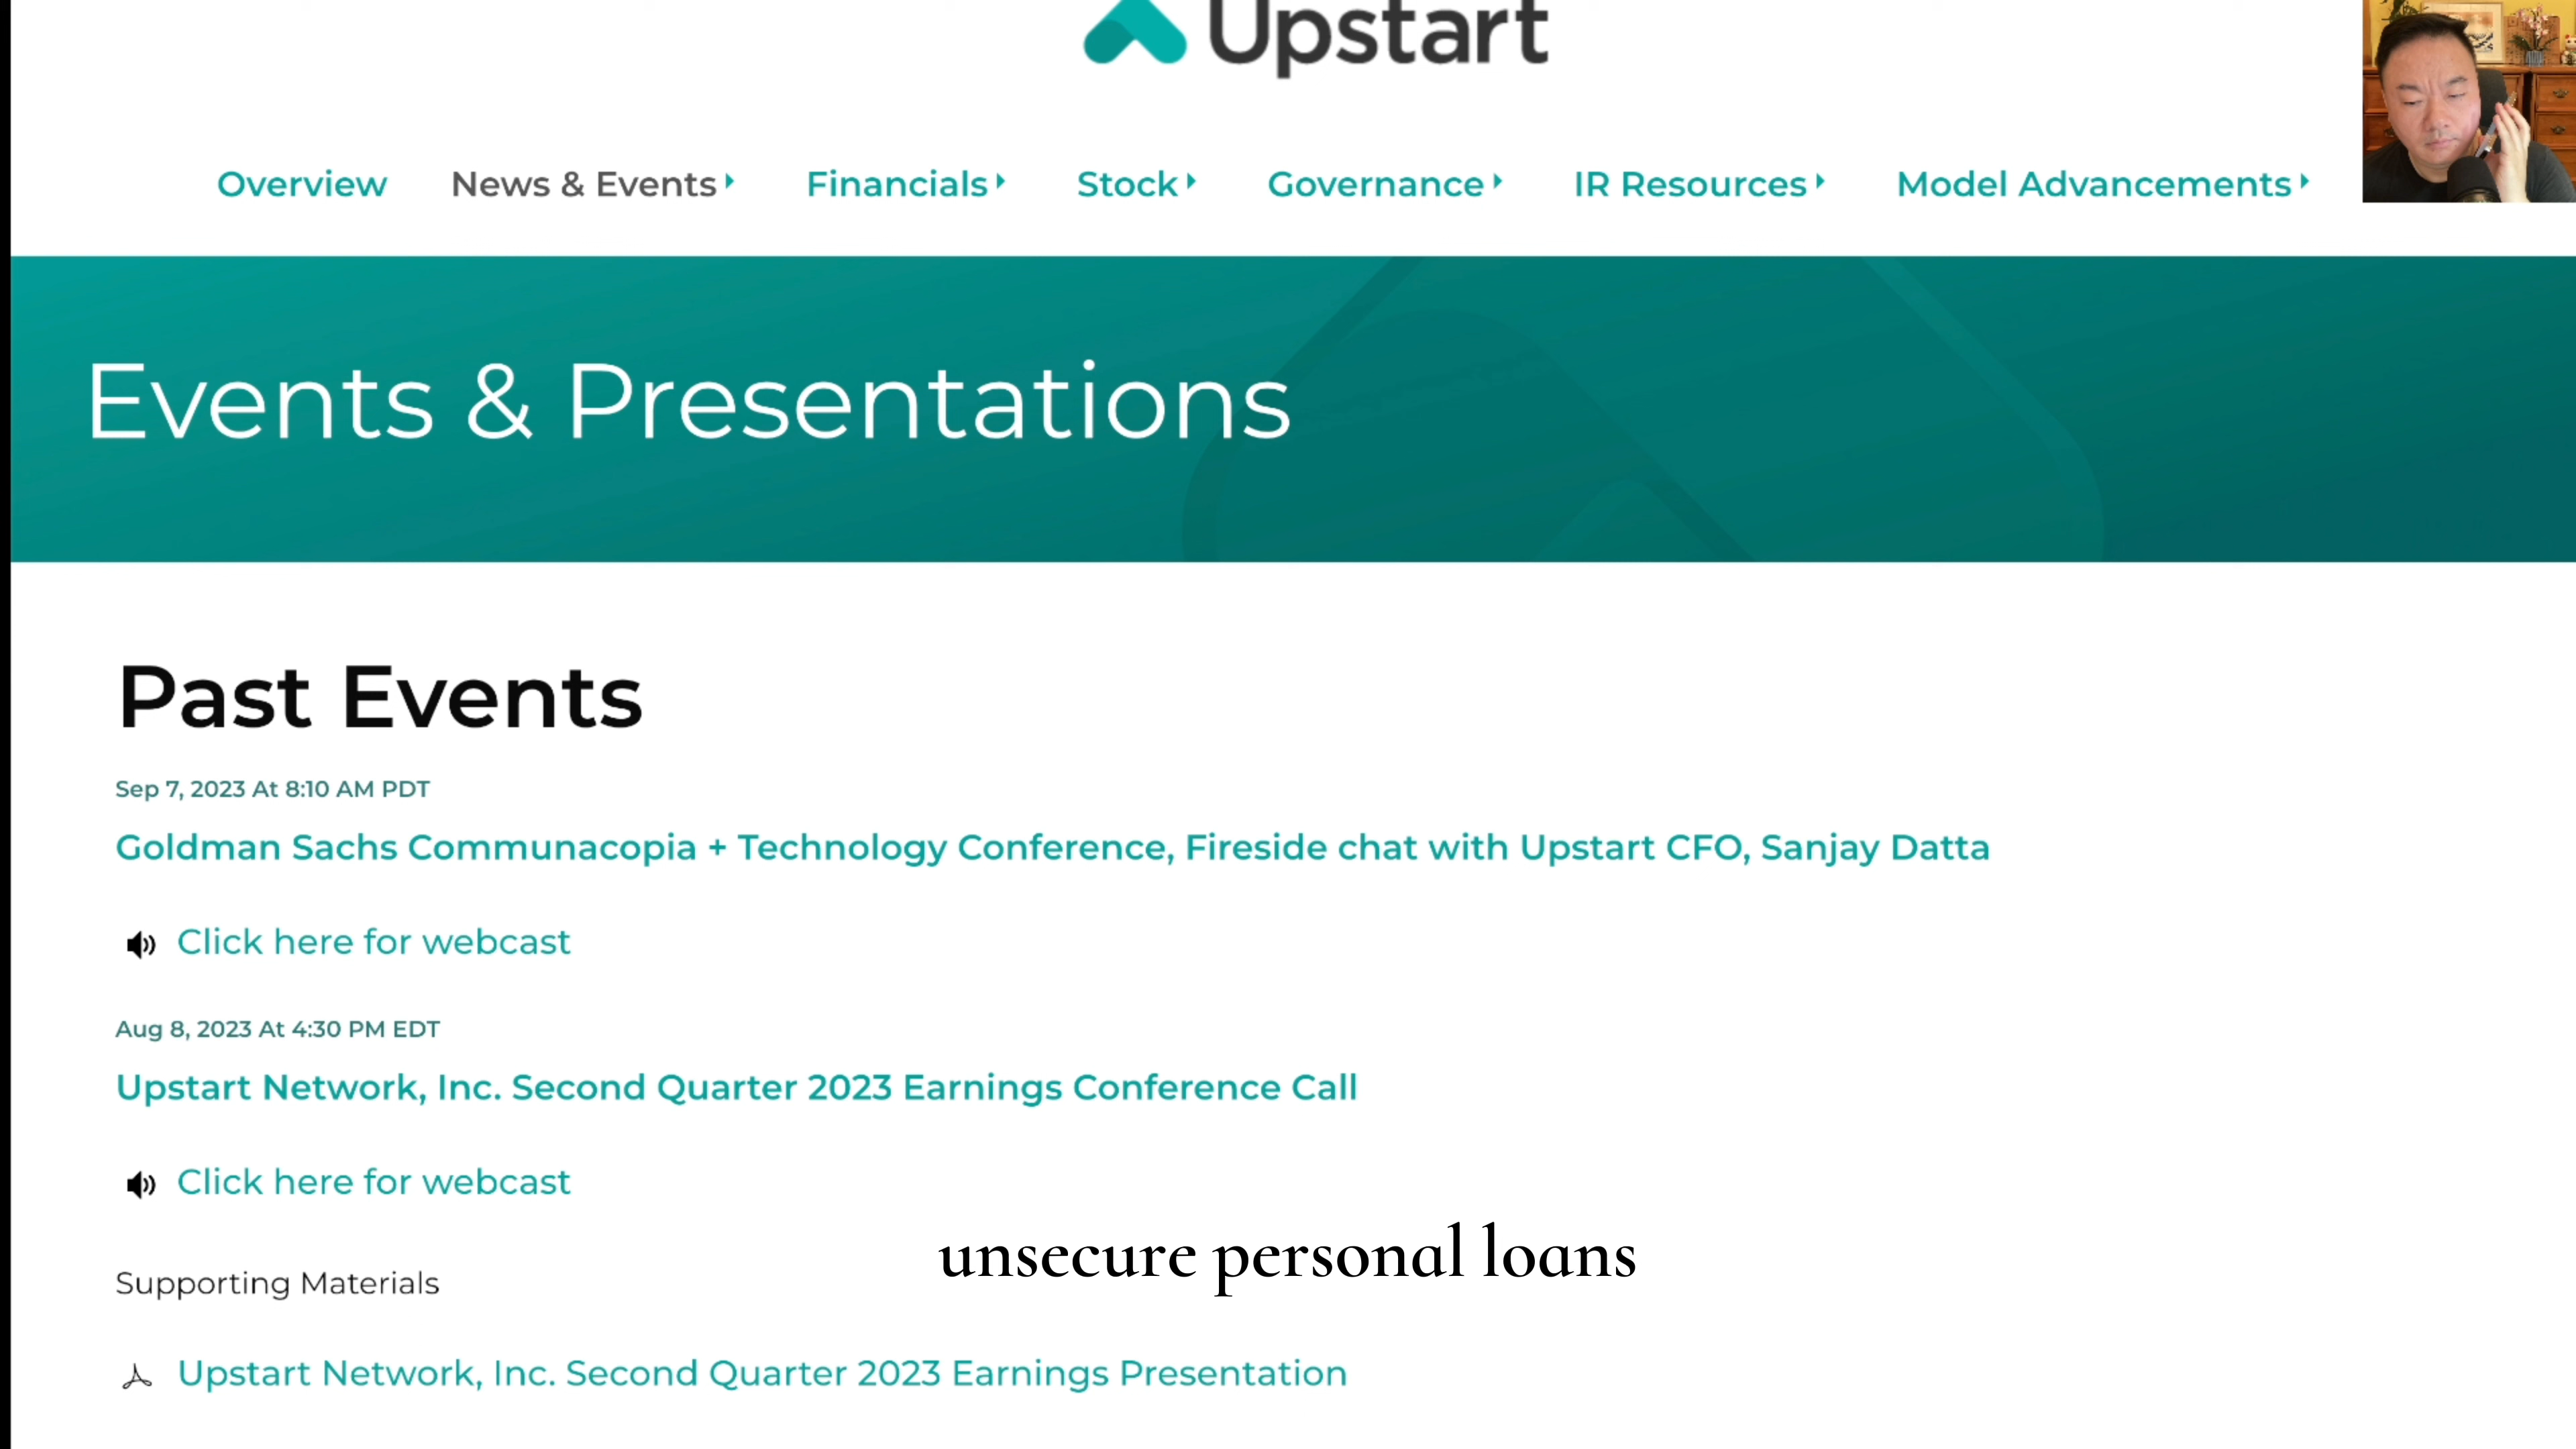 Upstart
Overview News & Events Financials Stock Governance IR Resources Model Advancements
Events & Presentations
Past Events
Sep 7, 2023 At 8:10 AM PDT
Goldman Sachs Communacopia + Technology Conference, Fireside chat with Upstart CFO, Sanjay Datta
Click here for webcast
Aug 8, 2023 At 4:30 PM EDT
Upstart Network, Inc. Second Quarter 2023 Earnings Conference Call
Click here for webcast
unsecure personal loans
Supporting Materials
Upstart Network, Inc. Second Quarter 2023 Earnings Presentation